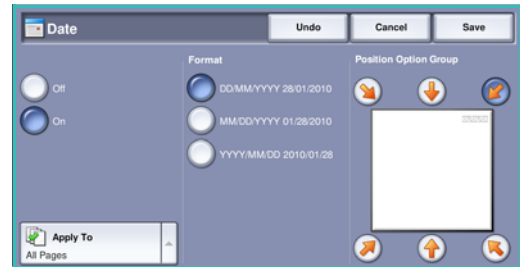 Date
Undo
Cancel
Save
Format
Position Option Group
Off
On
DD/MM/YYYY 28/01/2010
MM/DD/YYYY 01/28/2010
YYYY/MM/DD 2010/01/28
Apply To
All Pages